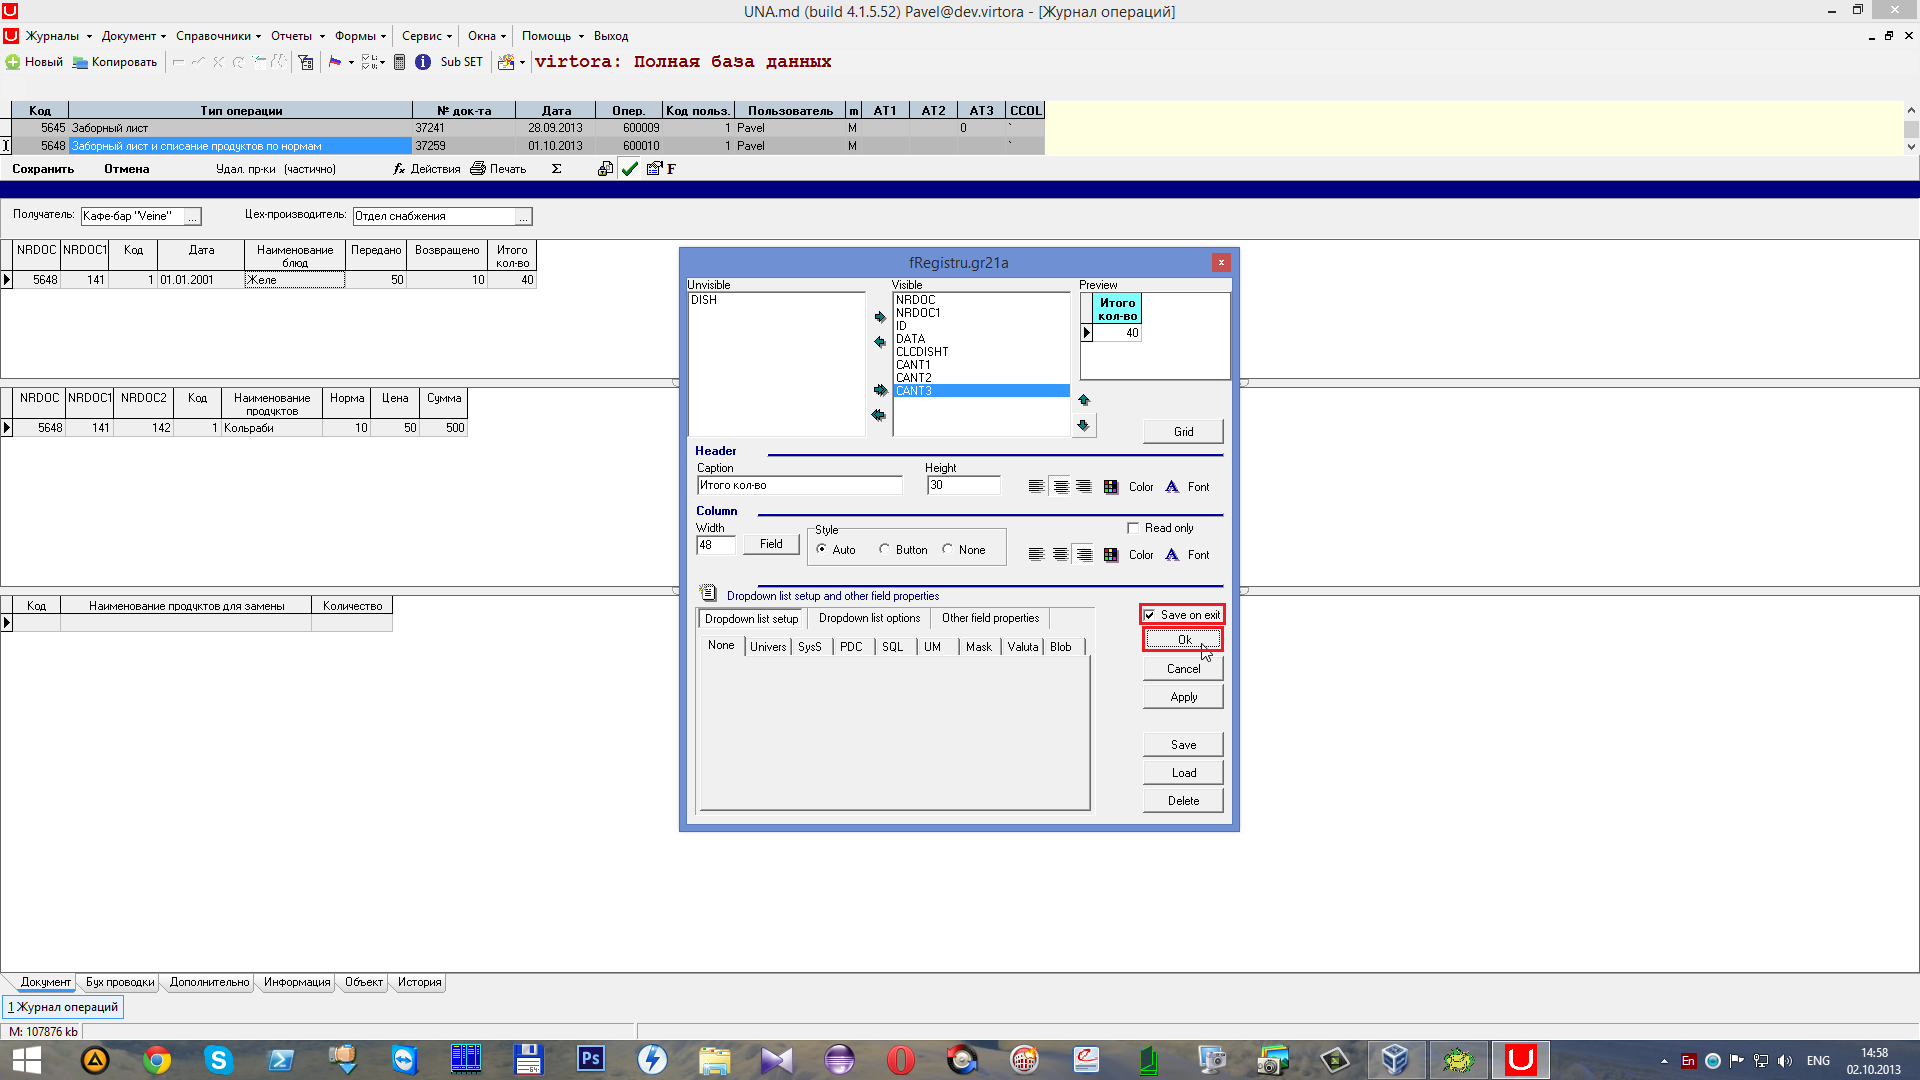 UNA.md (build 4.1.5.52) Pavel@dev.virtora - [Журнал операций]
Журналы Документ Справочники Отчеты Формы Сервис Окна Помощь Выход
Новый Копировать Sub SET virtora: Полная база данных
Код Тип операции № док-та Дата Опер. Код польз. Пользователь m AT1 AT2 AT3 CCOL
5645 Заборный лист 37241 28.09.2013 600009 1 Pavel M 0 `
5648 Заборный лист и списание продуктов по нормам 37259 01.10.2013 600010 1 Pavel M `
Сохранить Отмена Удал. пр-ки (частично) fx Действия Печать Σ F
Получатель: Кафе-бар "Veine" ... Цех-производитель: Отдел снабжения ...
NRDOC NRDOC1 Код Дата Наименование блюд Передано Возвращено Итого кол-во
5648 141 1 01.01.2001 Желе 50 10 40
NRDOC NRDOC1 NRDOC2 Код Наименование продуктов Норма Цена Сумма
5648 141 142 1 Кольраби 10 50 500
Код Наименование продуктов для замены Количество
fRegistru.gr21a
x
Unvisible Visible Preview
DISH
NRDOC
NRDOC1
ID
DATA
CLCDISHT
CANT1
CANT2
CANT3
Итого
кол-во
40
Grid
Header
Caption Height
Итого кол-во 30 Color A Font
Column
Width Style Read only
48 Field Auto Button None Color A Font
Dropdown list setup and other field properties
Dropdown list setup Dropdown list options Other field properties
None Univers SysS PDC SQL UM Mask Valuta Blob
Save on exit
Ok
Cancel
Apply
Save
Load
Delete
Документ Бух проводки Дополнительно Информация Объект История
1 Журнал операций
M: 107876 kb
64 Ps
En ENG 14:58
02.10.2013